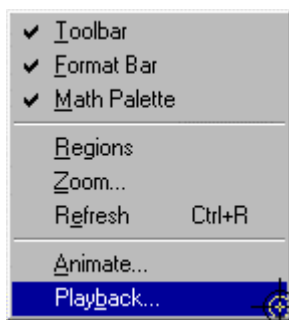 Toolbar
Format Bar
Math Palette
Regions
Zoom...
Refresh Ctrl+R
Animate...
Playback...